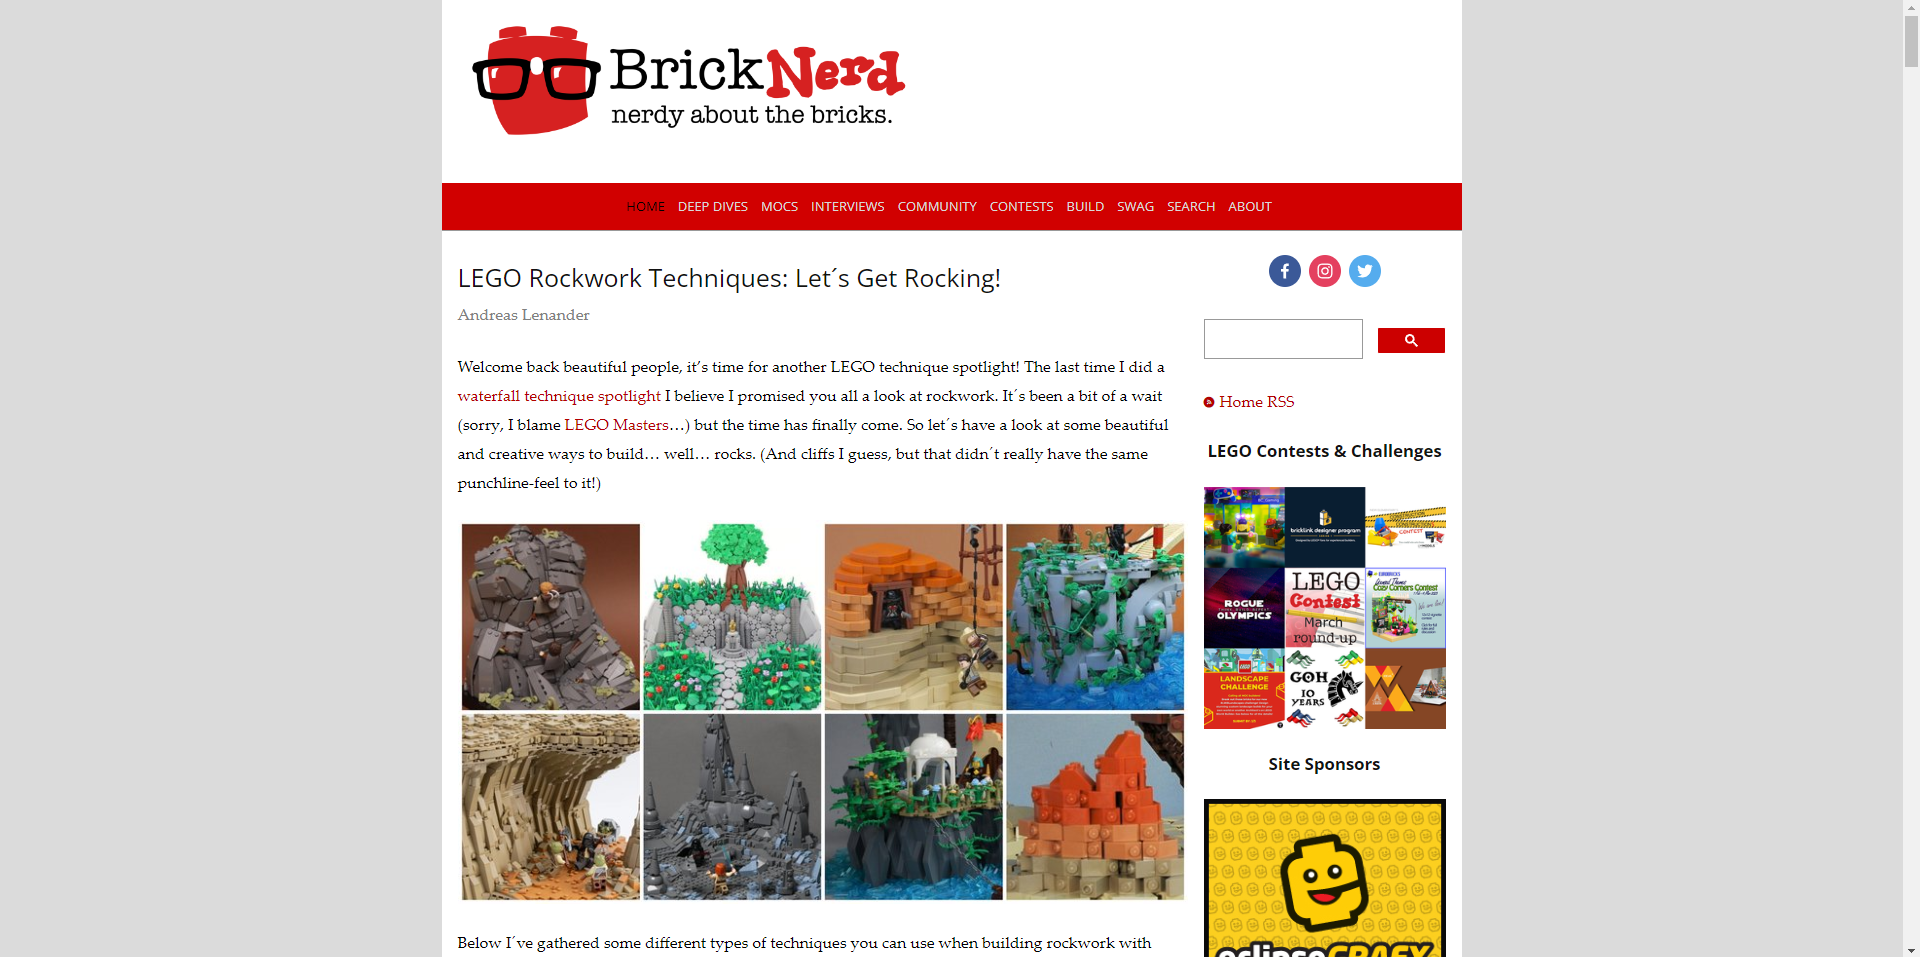 BrickNerd
nerdy about the bricks.
HOME DEEP DIVES MOCS INTERVIEWS COMMUNITY CONTESTS BUILD SWAG SEARCH ABOUT
LEGO Rockwork Techniques: Let´s Get Rocking!
Andreas Lenander
Welcome back beautiful people, it’s time for another LEGO technique spotlight! The last time I did a
waterfall technique spotlight I believe I promised you all a look at rockwork. It´s been a bit of a wait
(sorry, I blame LEGO Masters…) but the time has finally come. So let´s have a look at some beautiful
and creative ways to build… well… rocks. (And cliffs I guess, but that didn´t really have the same
punchline-feel to it!)
Below I´ve gathered some different types of techniques you can use when building rockwork with
Home RSS
LEGO Contests & Challenges
bricklink designer program
CONTEST
ROGUE
OLYMPICS
LEGO
Contest
March
round-up
Cozy Corners Contest
LANDSCAPE
CHALLENGE
GOH
10
YEARS
Site Sponsors
eclipseGRAFX